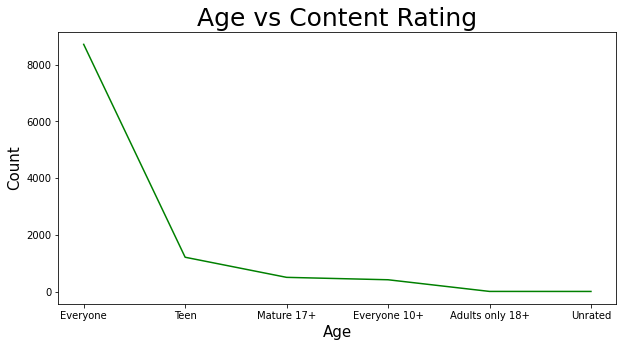 Age vs Content Rating
8000
6000
4000
2000
0
Count
Everyone Teen Mature 17+ Everyone 10+ Adults only 18+ Unrated
Age